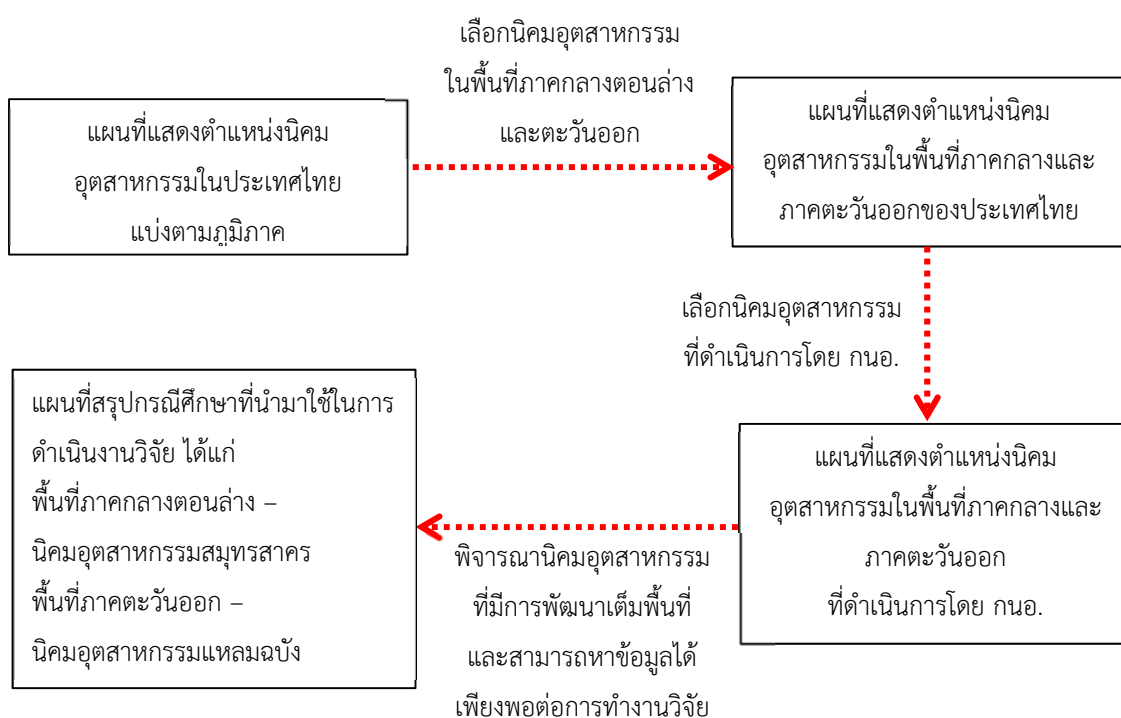 แผนที่แสดงตำแหน่งนิคม
อุตสาหกรรมในประเทศไทย
แบ่งตามภูมิภาค
เลือกนิคมอุตสาหกรรม
ในพื้นที่ภาคกลางตอนล่าง
และตะวันออก
แผนที่แสดงตำแหน่งนิคม
อุตสาหกรรมในพื้นที่ภาคกลางและ
ภาคตะวันออกของประเทศไทย
เลือกนิคมอุตสาหกรรม
ที่ดำเนินการโดย กนอ.
แผนที่แสดงตำแหน่งนิคม
อุตสาหกรรมในพื้นที่ภาคกลางและ
ภาคตะวันออก
ที่ดำเนินการโดย กนอ.
พิจารณานิคมอุตสาหกรรม
ที่มีการพัฒนาเต็มพื้นที่
และสามารถหาข้อมูลได้
เพียงพอต่อการทำงานวิจัย
แผนที่สรุปกรณีศึกษาที่นำมาใช้ในการ
ดำเนินงานวิจัย ได้แก่
พื้นที่ภาคกลางตอนล่าง –
นิคมอุตสาหกรรมสมุทรสาคร
พื้นที่ภาคตะวันออก –
นิคมอุตสาหกรรมแหลมฉบัง